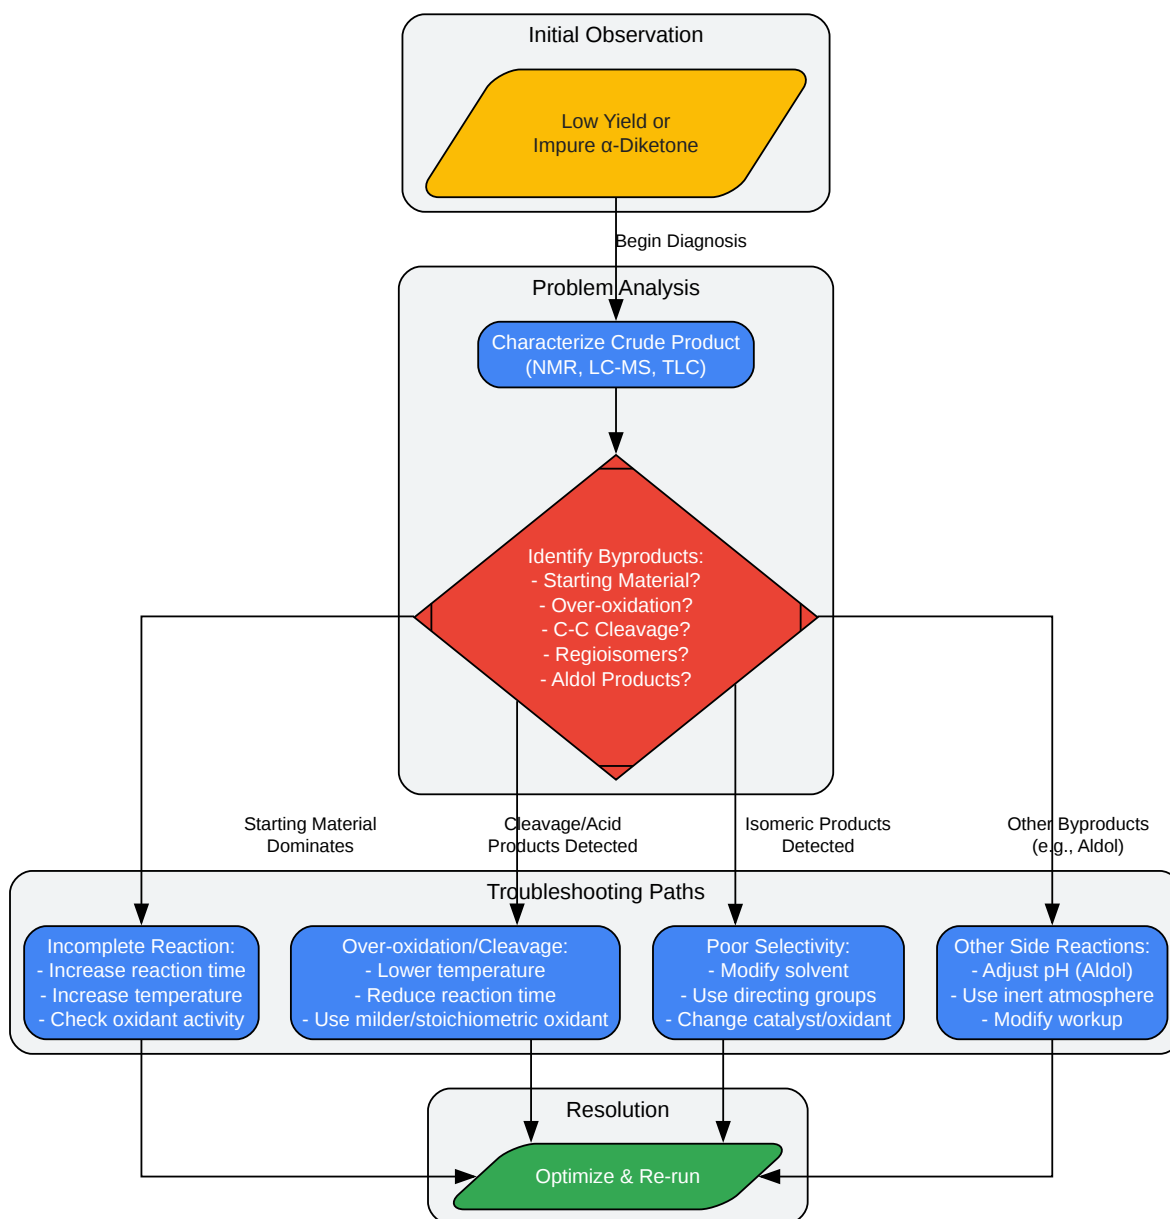 Initial Observation
Low Yield or
Impure α-Diketone
Begin Diagnosis
Problem Analysis
Characterize Crude Product
(NMR, LC-MS, TLC)
Identify Byproducts:
- Starting Material?
- Over-oxidation?
- C-C Cleavage?
- Regioisomers?
- Aldol Products?
Starting Material
Dominates
Cleavage/Acid
Products Detected
Isomeric Products
Detected
Other Byproducts
(e.g., Aldol)
Troubleshooting Paths
Incomplete Reaction:
- Increase reaction time
- Increase temperature
- Check oxidant activity
Over-oxidation/Cleavage:
- Lower temperature
- Reduce reaction time
- Use milder/stoichiometric oxidant
Poor Selectivity:
- Modify solvent
- Use directing groups
- Change catalyst/oxidant
Other Side Reactions:
- Adjust pH (Aldol)
- Use inert atmosphere
- Modify workup
Resolution
Optimize & Re-run